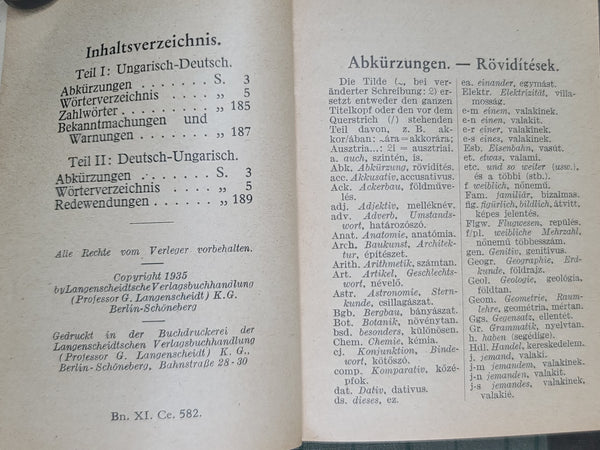 Inhaltsverzeichnis.
Teil I: Ungarisch-Deutsch.
Abkürzungen . . . . . . . S. 3
Wörterverzeichnis . . . . „ 5
Zahlwörter . . . . . . . . „ 185
Bekanntmachungen und
Warnungen . . . . . . . „ 187
Teil II: Deutsch-Ungarisch.
Abkürzungen . . . . . . . S. 3
Wörterverzeichnis . . . . „ 5
Redewendungen . . . . . „ 189
Alle Rechte vom Verleger vorbehalten.
Copyright 1935
by Langenscheidtsche Verlagsbuchhandlung
(Professor G. Langenscheidt) K.G.
Berlin-Schöneberg
Gedruckt in der Buchdruckerei der
Langenscheidtschen Verlagsbuchhandlung
(Professor G. Langenscheidt) K. G.,
Berlin-Schöneberg, Bahnstraße 28-30
Bn. XI. Ce. 582.
Abkürzungen. — Rövidítések.
Die Tilde (~, bei ver-
änderter Schreibung: 2) er-
setzt entweder den ganzen
Titelkopf oder den vor dem
Querstrich (/) stehenden
Teil davon, z. B. ak-
kor/ában: ~ára = akkorára;
Ausztria...: 2i = ausztriai.
a. auch, szintén, is.
Abk. Abkürzung, rövidítés.
acc. Akkusativ, accusativus.
Ack. Ackerbau, földművе-
lés.
adj. Adjektiv, melléknév.
adv. Adverb, Umstands-
wort, határozószó.
Anat. Anatomie, anatómia.
Arch. Baukunst, Architek-
tur, építészet.
Arith. Arithmetik, számtan.
Art. Artikel, Geschlechts-
wort, névelő.
Astr. Astronomie, Stern-
kunde, csillagászat.
Bgb. Bergbau, bányászat.
Bot. Botanik, növénytan.
bsd. besonders, különösen.
Chem. Chemie, kémia.
cj. Konjunktion, Binde-
wort, kötőszó.
comp. Komparativ, közép-
fok.
dat. Dativ, dativus.
ds. dieses, ez.
ea. einander, egymást.
Elektr. Elektrizität, villa-
mosság.
e-m einem, valakinek.
e-n einen, valakit.
e-r einer, valakinek.
e-s eines, valakinek.
Esb. Eisenbahn, vasút.
et. etwas, valami.
etc. und so weiter (usw.),
és a többi (stb.).
f weiblich, nőnemű.
Fam. familiär, bizalmas.
fig. figürlich, bildlich, átvitt,
képes jelentés.
Flgw. Flugwesen, repülés.
f/pl. weibliche Mehrzahl,
nőnemű többesszám.
gen. Genitiv, genitivus.
Geogr. Geographie, Erd-
kunde, földrajz.
Geol. Geologie, geológia,
földtan.
Geom. Geometrie, Raum-
lehre, geometria, mértan.
Ggs. Gegensatz, ellentét.
Gr. Grammatik, nyelvtan.
h. haben (segédige).
Hdl. Handel, kereskedelem.
j. jemand, valaki.
j-m jemandem, valakinek.
j-n jemanden, valakit.
j-s jemandes, valakinek,
valakié.